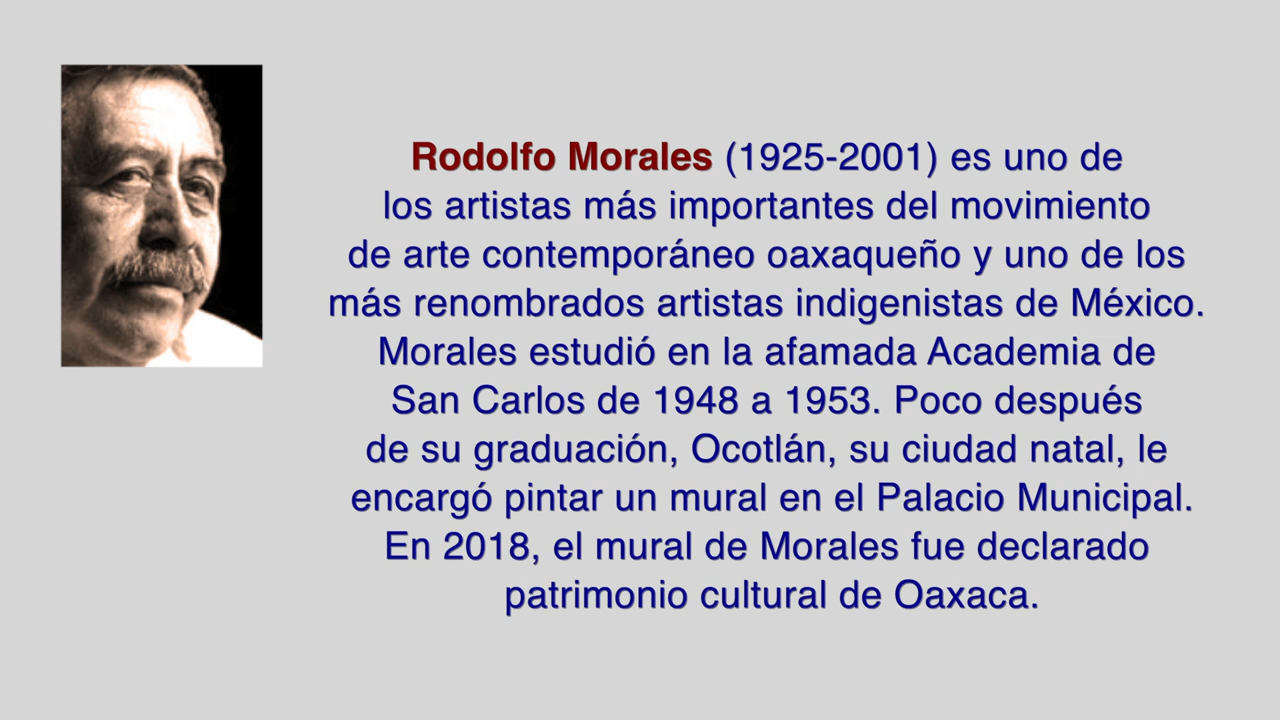 Rodolfo Morales (1925-2001) es uno de
los artistas más importantes del movimiento
de arte contemporáneo oaxaqueño y uno de los
más renombrados artistas indigenistas de México.
Morales estudió en la afamada Academia de
San Carlos de 1948 a 1953. Poco después
de su graduación, Ocotlán, su ciudad natal, le
encargó pintar un mural en el Palacio Municipal.
En 2018, el mural de Morales fue declarado
patrimonio cultural de Oaxaca.